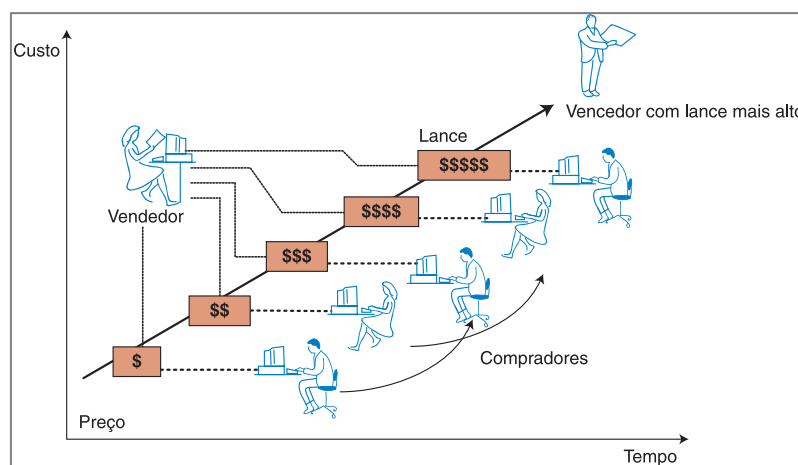 Custo
Vencedor com lance mais alto
Lance
$$$$$
Vendedor
$$$$
$$$
$$
$
Compradores
Preço
Tempo